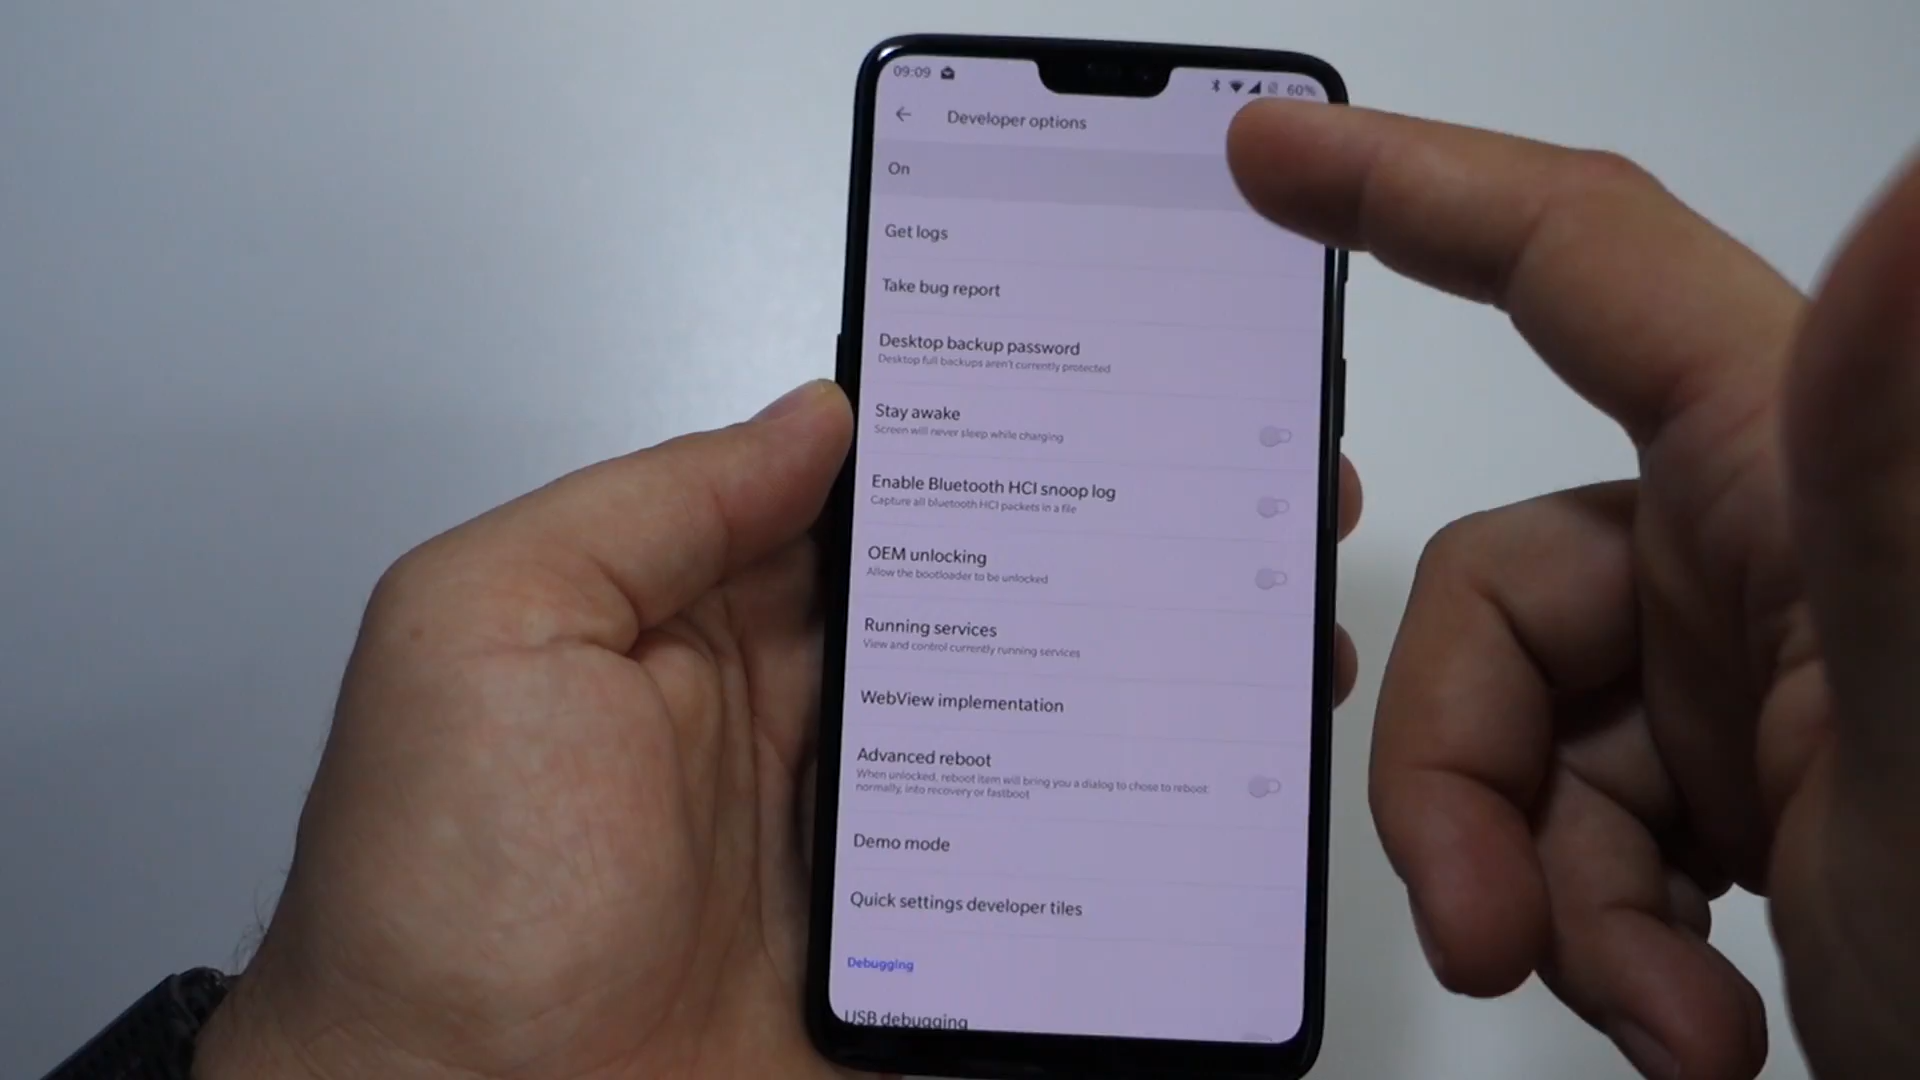 09:09
60%
Developer options
On
Get logs
Take bug report
Desktop backup password
Desktop full backups aren't currently protected
Stay awake
Screen will never sleep while charging
Enable Bluetooth HCI snoop log
Capture all bluetooth HCI packets in a file
OEM unlocking
Allow the bootloader to be unlocked
Running services
View and control currently running services
WebView implementation
Advanced reboot
When unlocked, reboot item will bring you a dialog to chose to reboot
normally, into recovery or fastboot
Demo mode
Quick settings developer tiles
Debugging
USB debugging